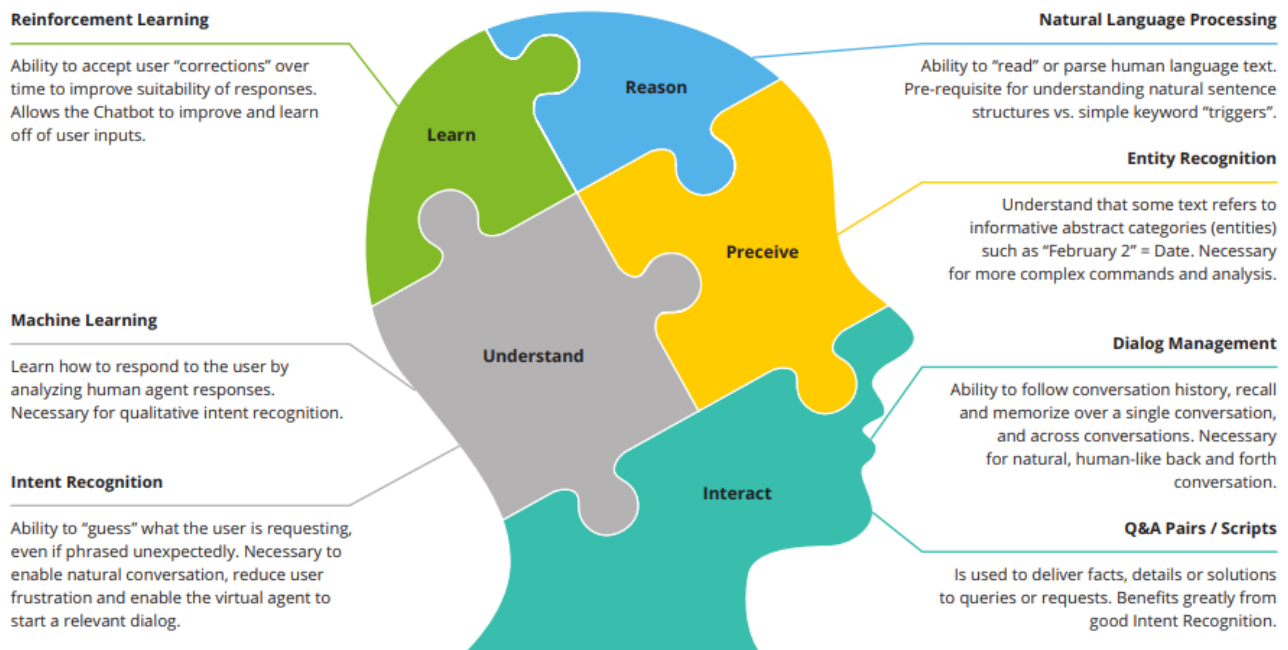 Reinforcement Learning
Ability to accept user “corrections” over
time to improve suitability of responses.
Allows the Chatbot to improve and learn
off of user inputs.
Machine Learning
Learn how to respond to the user by
analyzing human agent responses.
Necessary for qualitative intent recognition.
Intent Recognition
Ability to “guess” what the user is requesting,
even if phrased unexpectedly. Necessary to
enable natural conversation, reduce user
frustration and enable the virtual agent to
start a relevant dialog.
Reason
Learn
Preceive
Understand
Interact
Natural Language Processing
Ability to “read” or parse human language text.
Pre-requisite for understanding natural sentence
structures vs. simple keyword “triggers”.
Entity Recognition
Understand that some text refers to
informative abstract categories (entities)
such as “February 2” = Date. Necessary
for more complex commands and analysis.
Dialog Management
Ability to follow conversation history, recall
and memorize over a single conversation,
and across conversations. Necessary
for natural, human-like back and forth
conversation.
Q&A Pairs / Scripts
Is used to deliver facts, details or solutions
to queries or requests. Benefits greatly from
good Intent Recognition.